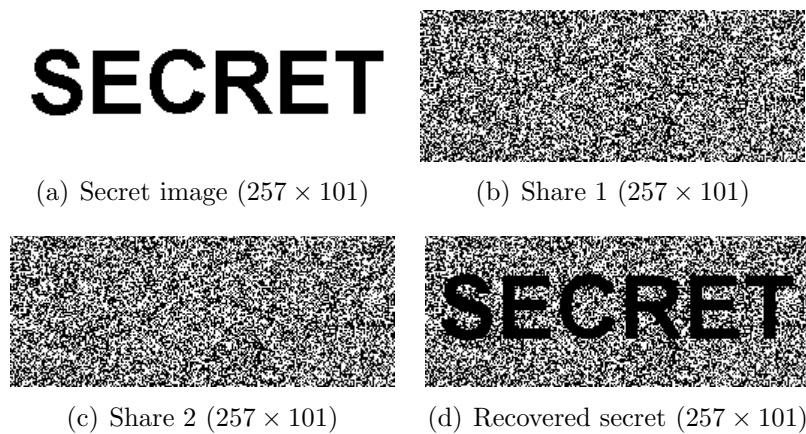 SECRET
(a) Secret image (257 × 101)
(b) Share 1 (257 × 101)
SECRET
(c) Share 2 (257 × 101)
(d) Recovered secret (257 × 101)